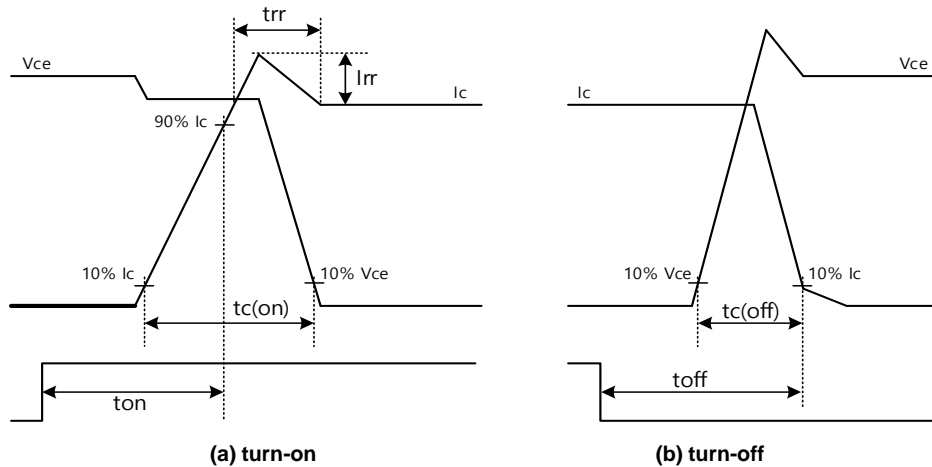 trr
Irr
Vce
Ic
90% Ic
10% Ic
10% Vce
tc(on)
ton
(a) turn-on
Vce
Ic
10% Vce
10% Ic
tc(off)
toff
(b) turn-off